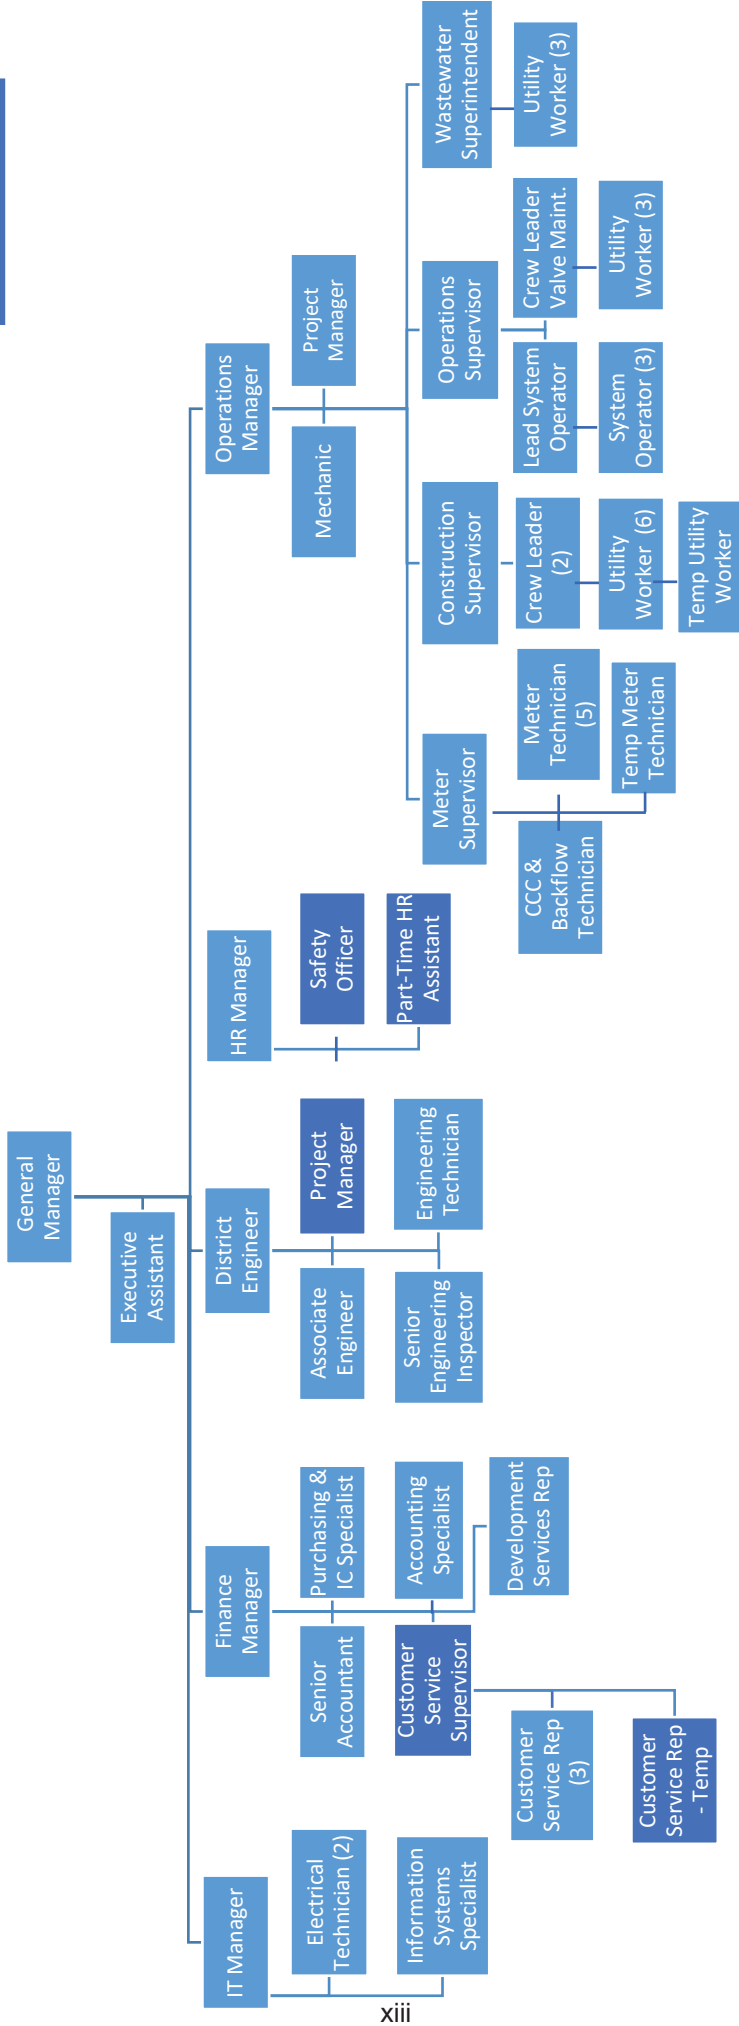 General
Manager
Executive
Assistant
IT Manager
Finance
Manager
District
Engineer
HR Manager
Operations
Manager
Electrical
Technician (2)
Information
Systems
Specialist
Senior
Accountant
Purchasing &
IC Specialist
Customer
Service
Supervisor
Accounting
Specialist
Development
Services Rep
Customer
Service Rep
(3)
Customer
Service Rep
- Temp
Associate
Engineer
Project
Manager
Senior
Engineering
Inspector
Engineering
Technician
Safety
Officer
Part-Time HR
Assistant
Mechanic
Project
Manager
Meter
Supervisor
Construction
Supervisor
Operations
Supervisor
Wastewater
Superintendent
CCC &
Backflow
Technician
Meter
Technician
(5)
Temp Meter
Technician
Crew Leader
(2)
Utility
Worker (6)
Temp Utility
Worker
Lead System
Operator
System
Operator (3)
Crew Leader
Valve Maint.
Utility
Worker (3)
Utility
Worker (3)
xiii